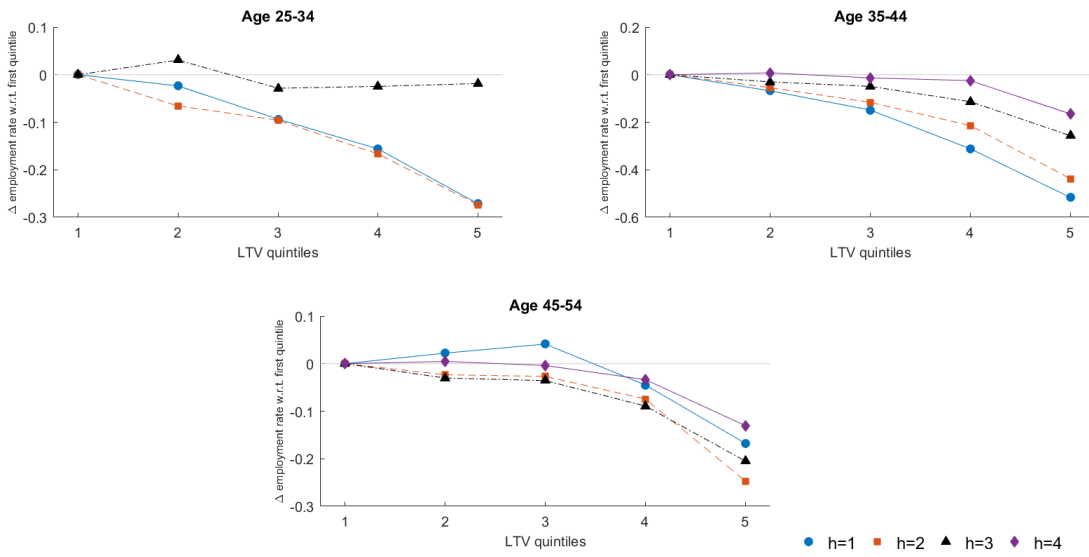 Age 25-34
Δ employment rate w.r.t. first quintile
0.1
0
-0.1
-0.2
-0.3
1 2 3 4 5
LTV quintiles
Age 35-44
Δ employment rate w.r.t. first quintile
0.2
0
-0.2
-0.4
-0.6
1 2 3 4 5
LTV quintiles
Age 45-54
Δ employment rate w.r.t. first quintile
0.1
0
-0.1
-0.2
-0.3
1 2 3 4 5
LTV quintiles
h=1 h=2 h=3 h=4